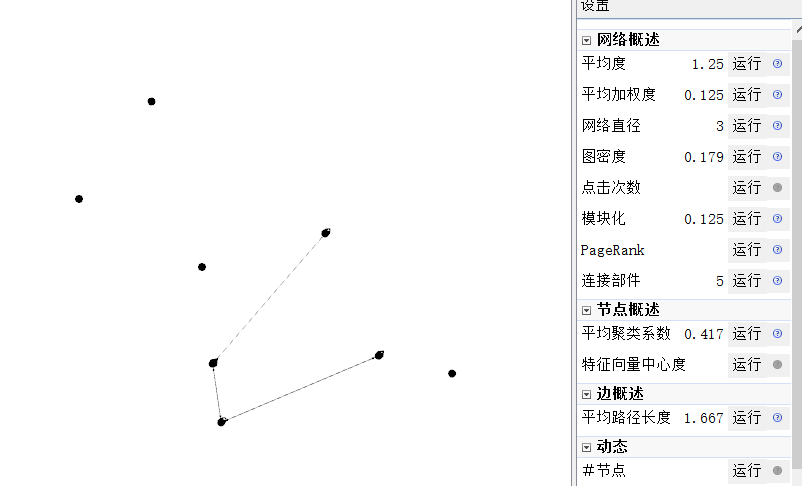 设置
网络概述
平均度 1.25 运行
平均加权度 0.125 运行
网络直径 3 运行
图密度 0.179 运行
点击次数 运行
模块化 0.125 运行
PageRank 运行
连接部件 5 运行
节点概述
平均聚类系数 0.417 运行
特征向量中心度 运行
边概述
平均路径长度 1.667 运行
动态
#节点 运行